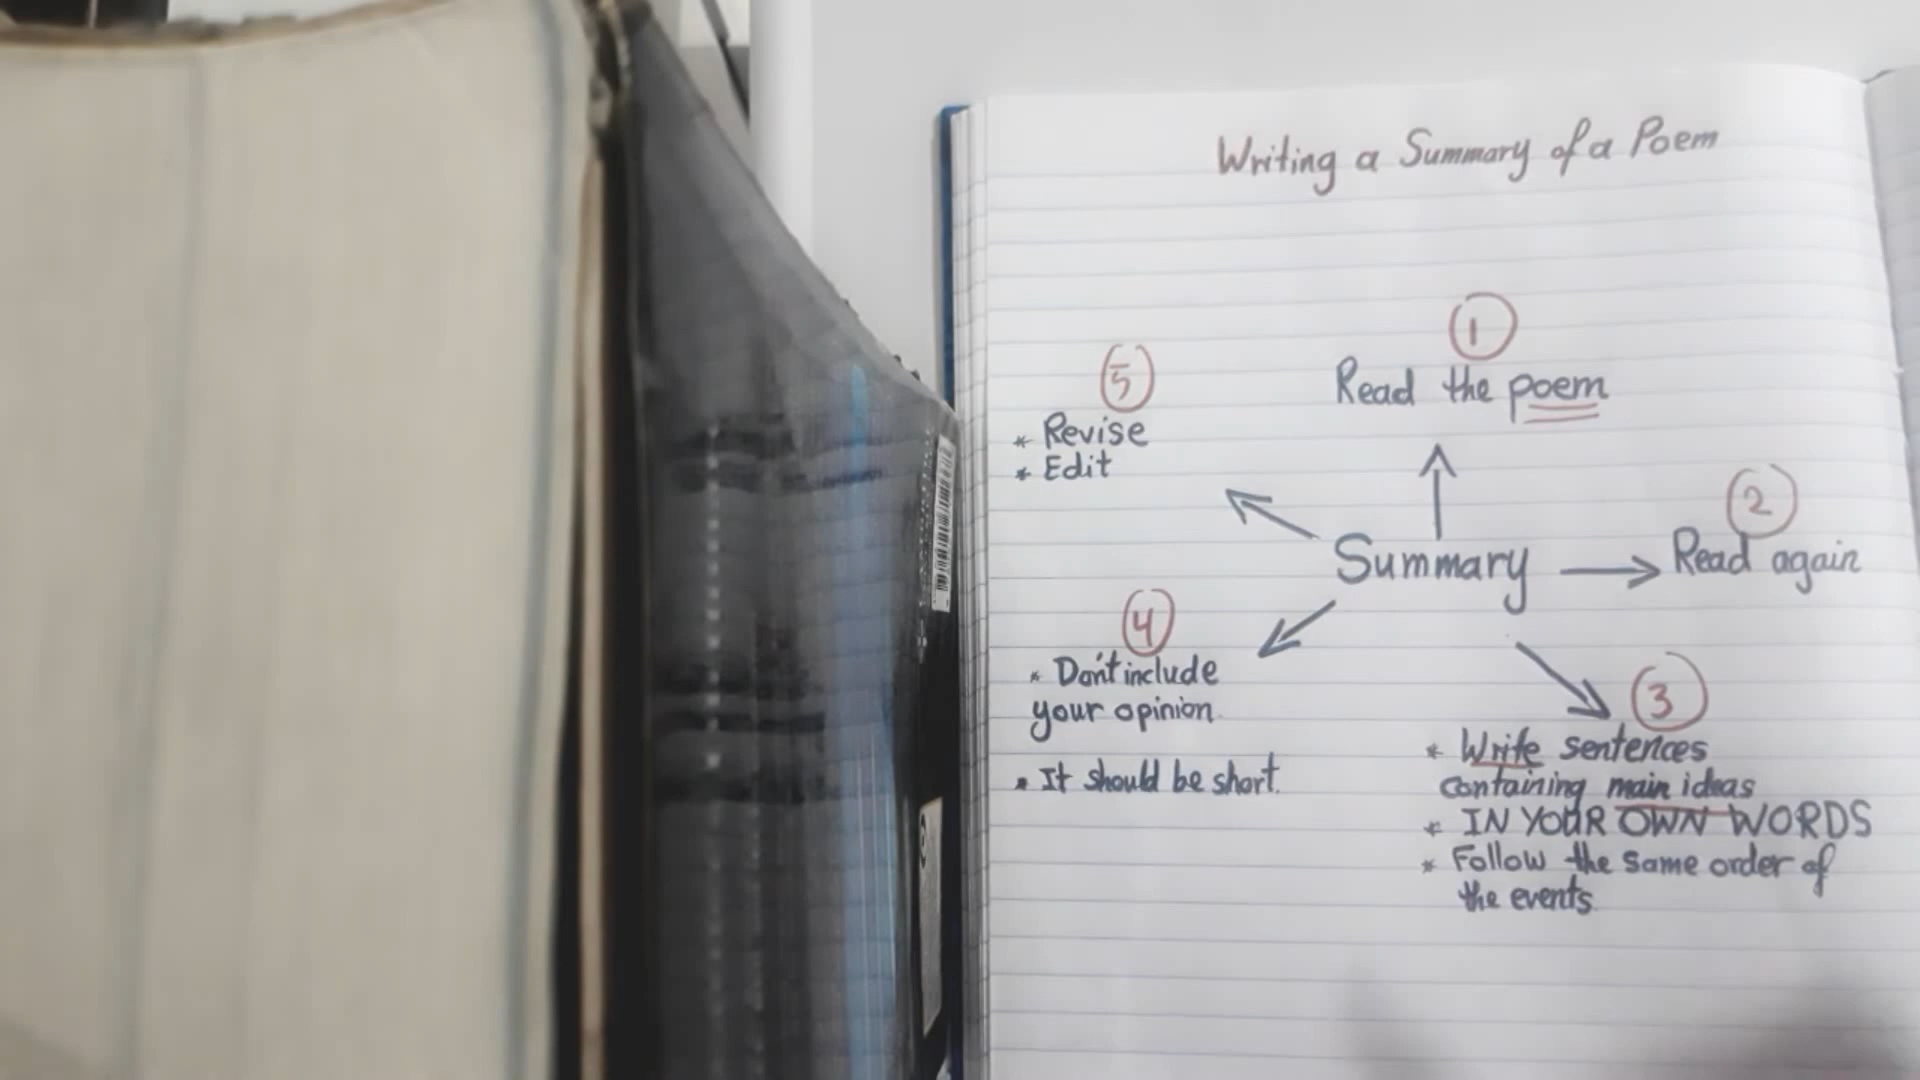 Writing a Summary of a Poem
1
Read the poem
2
Read again
3
* Write sentences
containing main ideas
* IN YOUR OWN WORDS
* Follow the same order of
the events
4
* Don't include
your opinion
* It should be short.
5
* Revise
* Edit
Summary